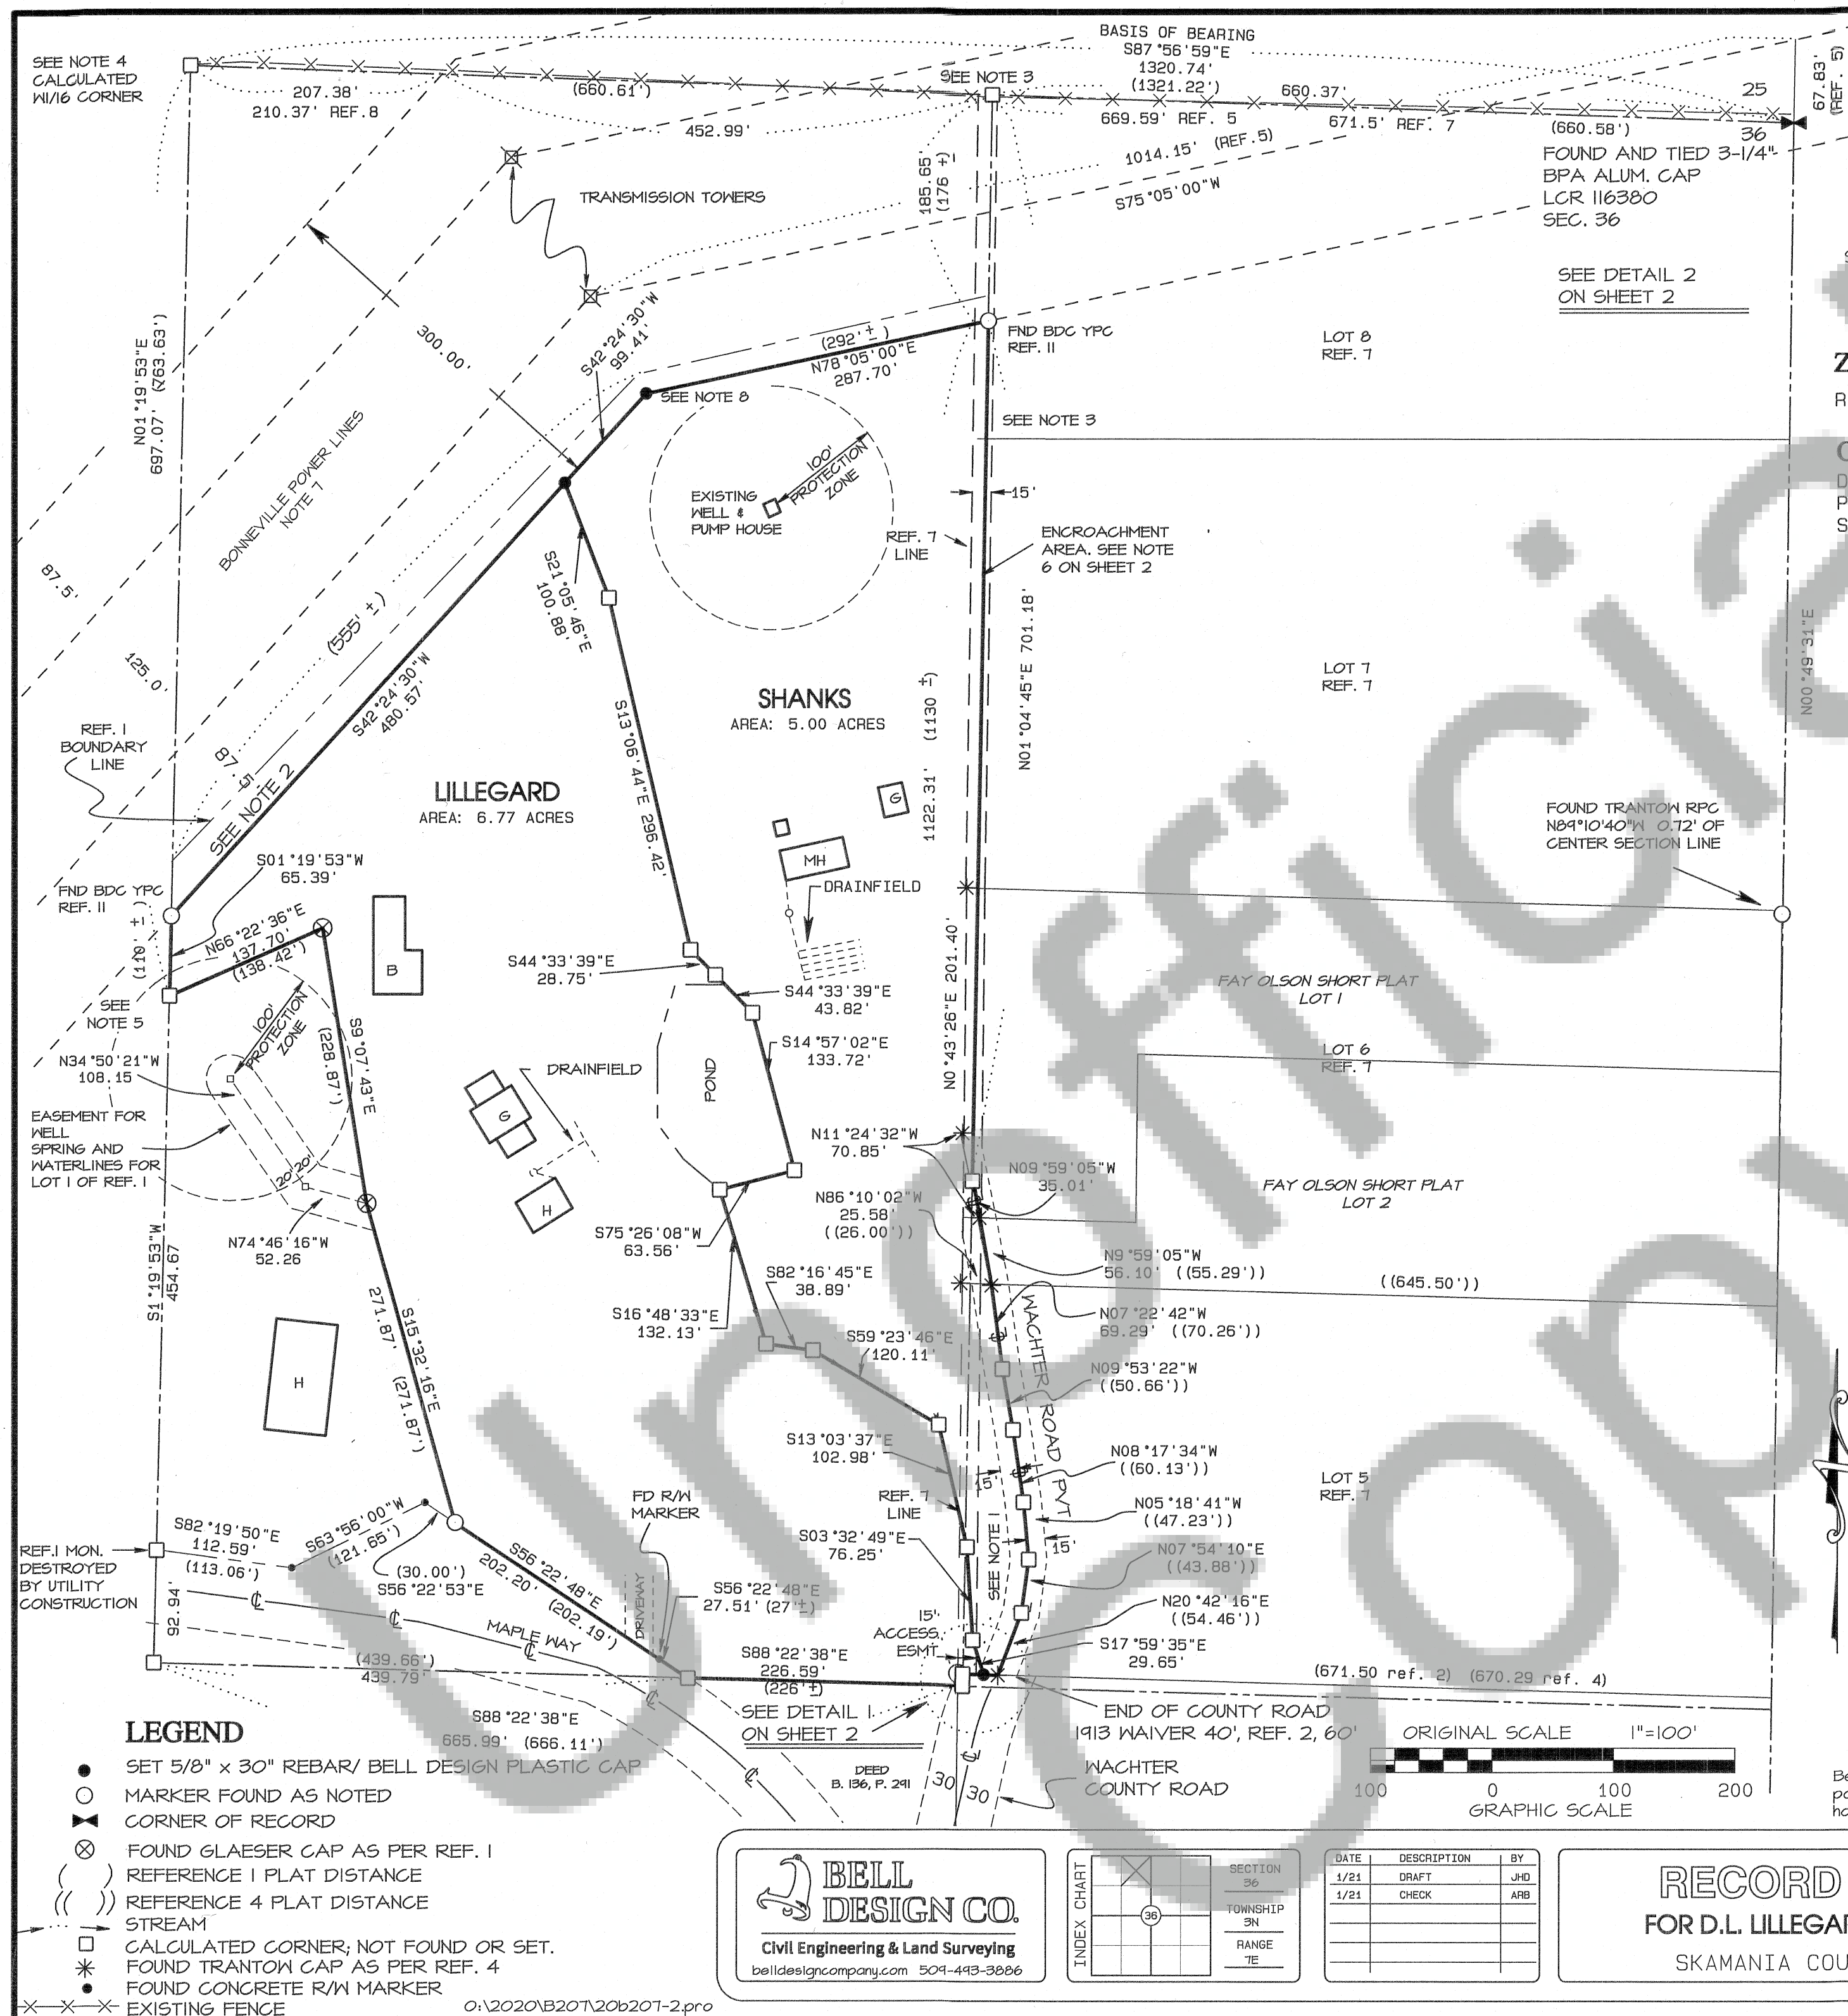 SEE NOTE 4
CALCULATED
W1/16 CORNER
207.38'
210.37' REF.8
(660.61')
452.99'
SEE NOTE 3
BASIS OF BEARING
S87°56'59"E
1320.74'
(1321.22')
660.37'
669.59' REF. 5
671.5' REF. 7
(660.58')
25
36
67.83'
(REF. 5)
FOUND AND TIED 3-1/4"
BPA ALUM. CAP
LCR 116380
SEC. 36
SEE DETAIL 2
ON SHEET 2
1014.15' (REF.5)
S75°05'00"W
185.65'
(176 ±)
TRANSMISSION TOWERS
300.00'
S42°24'30"W
99.41'
(292'±)
N78°05'00"E
287.70'
FND BDC YPC
REF. 11
SEE NOTE 8
LOT 8
REF. 7
SEE NOTE 3
N01°19'53"E
697.07' (763.63')
BONNEVILLE POWER LINES
NOTE 7
87.5'
125.0'
87.5'
(555' ±)
S42°24'30"W
480.57'
SEE NOTE 2
REF. 1
BOUNDARY
LINE
100'
PROTECTION
ZONE
EXISTING
WELL &
PUMP HOUSE
15'
REF. 7
LINE
ENCROACHMENT
AREA. SEE NOTE
6 ON SHEET 2
S21°05'46"E
100.88'
S13°06'44"E 296.42'
N01°04'45"E 701.18'
1122.31' (1130 ±)
N00°49'31"E
SHANKS
AREA: 5.00 ACRES
LILLEGARD
AREA: 6.77 ACRES
LOT 7
REF. 7
G
MH
DRAINFIELD
FOUND TRANTOW RPC
N89°10'40"W 0.72' OF
CENTER SECTION LINE
S01°19'53"W
65.39'
FND BDC YPC
REF. 11
(110' ±)
N66°22'36"E
137.70'
(138.42')
B
SEE
NOTE 5
100'
PROTECTION
ZONE
S9°07'43"E
(228.87')
N34°50'21"W
108.15
EASEMENT FOR
WELL
SPRING AND
WATERLINES FOR
LOT 1 OF REF. 1
20' 20'
N74°46'16"W
52.26
S1°19'53"W
454.67
S44°33'39"E
28.75'
S44°33'39"E
43.82'
S14°57'02"E
133.72'
POND
DRAINFIELD
G
H
N0°43'26"E 201.40'
FAY OLSON SHORT PLAT
LOT 1
LOT 6
REF. 7
FAY OLSON SHORT PLAT
LOT 2
N11°24'32"W
70.85'
N09°59'05"W
35.01'
N86°10'02"W
25.58'
((26.00'))
S75°26'08"W
63.56'
S82°16'45"E
38.89'
S16°48'33"E
132.13'
S59°23'46"E
120.11'
N9°59'05"W
56.10' ((55.29'))
((645.50'))
N07°22'42"W
69.29' ((70.26'))
N09°53'22"W
((50.66'))
WACHTER ROAD PVT
S15°32'16"E
271.87'
(271.87')
H
S13°03'37"E
102.98'
15'
N08°17'34"W
((60.13'))
LOT 5
REF. 7
REF. 7
LINE
N05°18'41"W
((47.23'))
S03°32'49"E
76.25'
SEE NOTE 1
15'
N07°54'10"E
((43.88'))
N20°42'16"E
((54.46'))
S17°59'35"E
29.65'
REF.1 MON.
DESTROYED
BY UTILITY
CONSTRUCTION
S82°19'50"E
112.59'
(113.06')
S63°56'00"W
(121.65')
(30.00')
S56°22'53"E
S56°22'48"E
202.20'
(202.19')
FD R/W
MARKER
DRIVEWAY
S56°22'48"E
27.51' (27'±)
92.94'
MAPLE WAY
(439.66')
439.79'
S88°22'38"E
226.59'
(226'±)
15'
ACCESS
ESMT
S88°22'38"E
665.99' (666.11')
SEE DETAIL 1
ON SHEET 2
DEED
B. 136, P. 291
30 30
(671.50 ref. 2) (670.29 ref. 4)
END OF COUNTY ROAD
1913 WAIVER 40', REF. 2, 60'
WACHTER
COUNTY ROAD
ORIGINAL SCALE 1"=100'
100 0 100 200
GRAPHIC SCALE
LEGEND
SET 5/8" x 30" REBAR/ BELL DESIGN PLASTIC CAP
MARKER FOUND AS NOTED
CORNER OF RECORD
FOUND GLAESER CAP AS PER REF. 1
( ) REFERENCE 1 PLAT DISTANCE
(( )) REFERENCE 4 PLAT DISTANCE
STREAM
CALCULATED CORNER; NOT FOUND OR SET.
FOUND TRANTOW CAP AS PER REF. 4
FOUND CONCRETE R/W MARKER
EXISTING FENCE
O:\2020\B207\20b207-2.pro
BELL
DESIGN CO.
Civil Engineering & Land Surveying
belldesigncompany.com 509-493-3886
INDEX CHART
36
SECTION
36
TOWNSHIP
3N
RANGE
7E
DATE DESCRIPTION BY
1/21 DRAFT JHD
1/21 CHECK ARB
RECORD
FOR D.L. LILLEGA
SKAMANIA COU
Unofficia
Cop